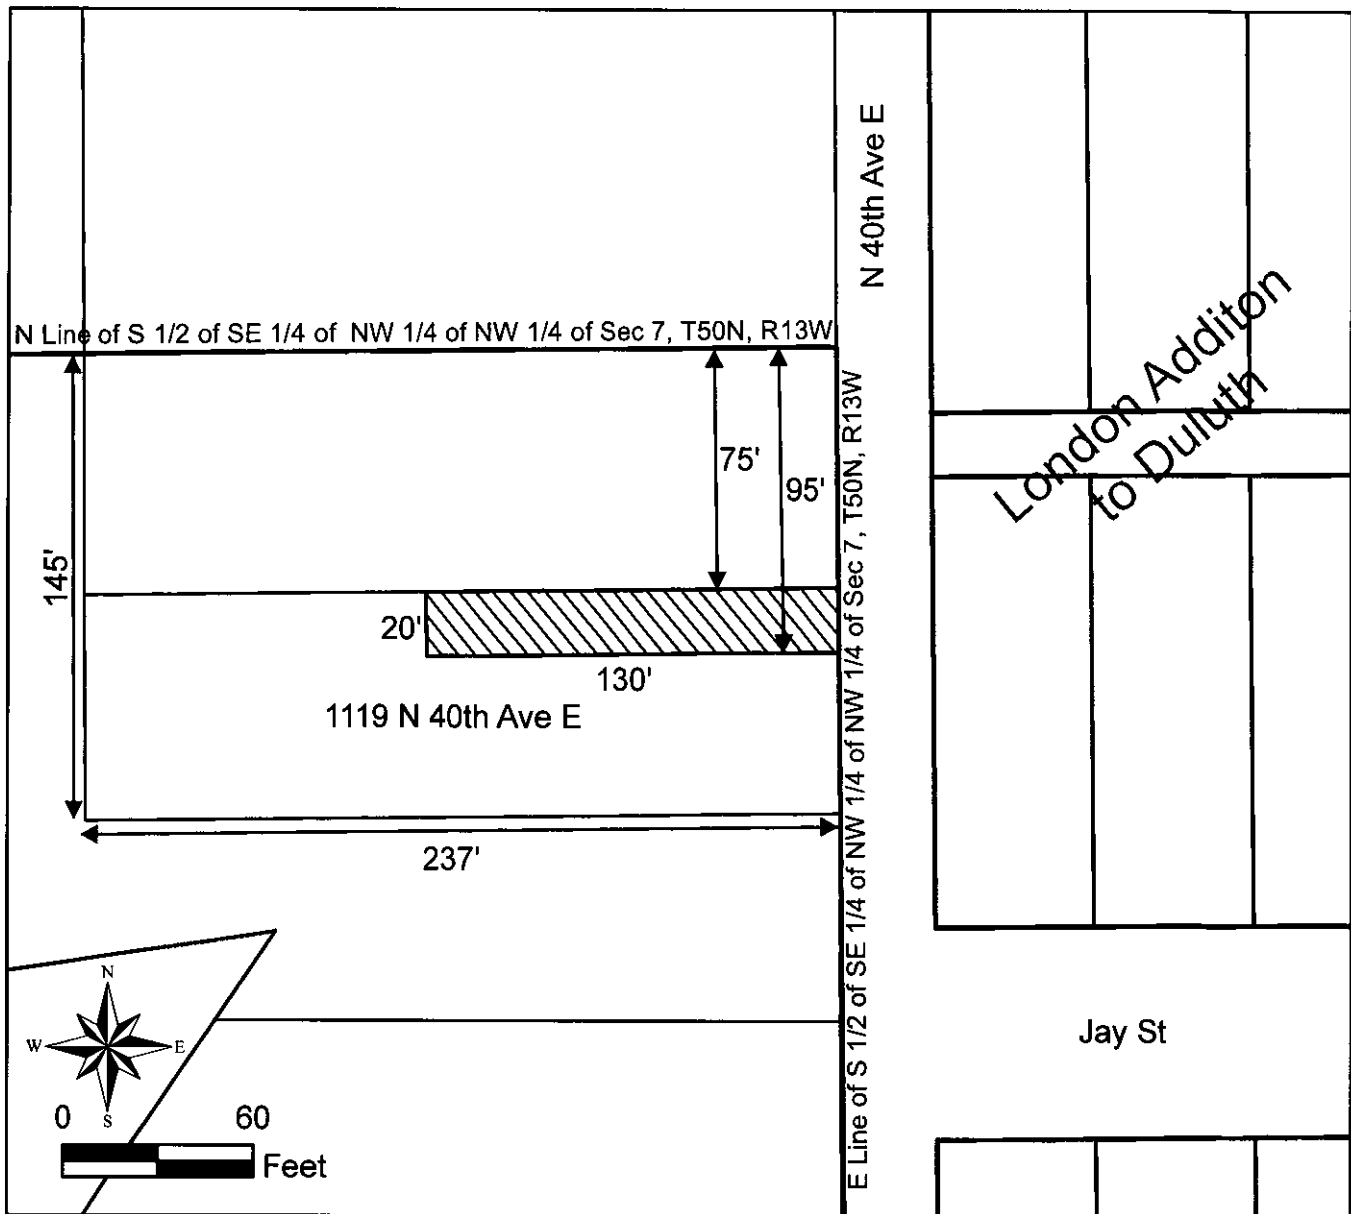 N 40th Ave E
N Line of S 1/2 of SE 1/4 of NW 1/4 of NW 1/4 of Sec 7, T50N, R13W
London Additon
to Duluth
E Line of S 1/2 of SE 1/4 of NW 1/4 of NW 1/4 of Sec 7, T50N, R13W
75'
95'
145'
20'
130'
1119 N 40th Ave E
237'
N
W
E
S
Jay St
0
60
Feet